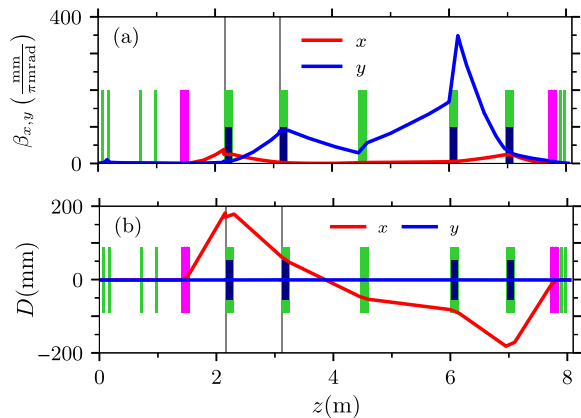 400
(a)
x
y
β_{x,y} (mm/πmrad)
0
200
(b)
x
y
D(mm)
0
−200
0
2
4
6
8
z(m)